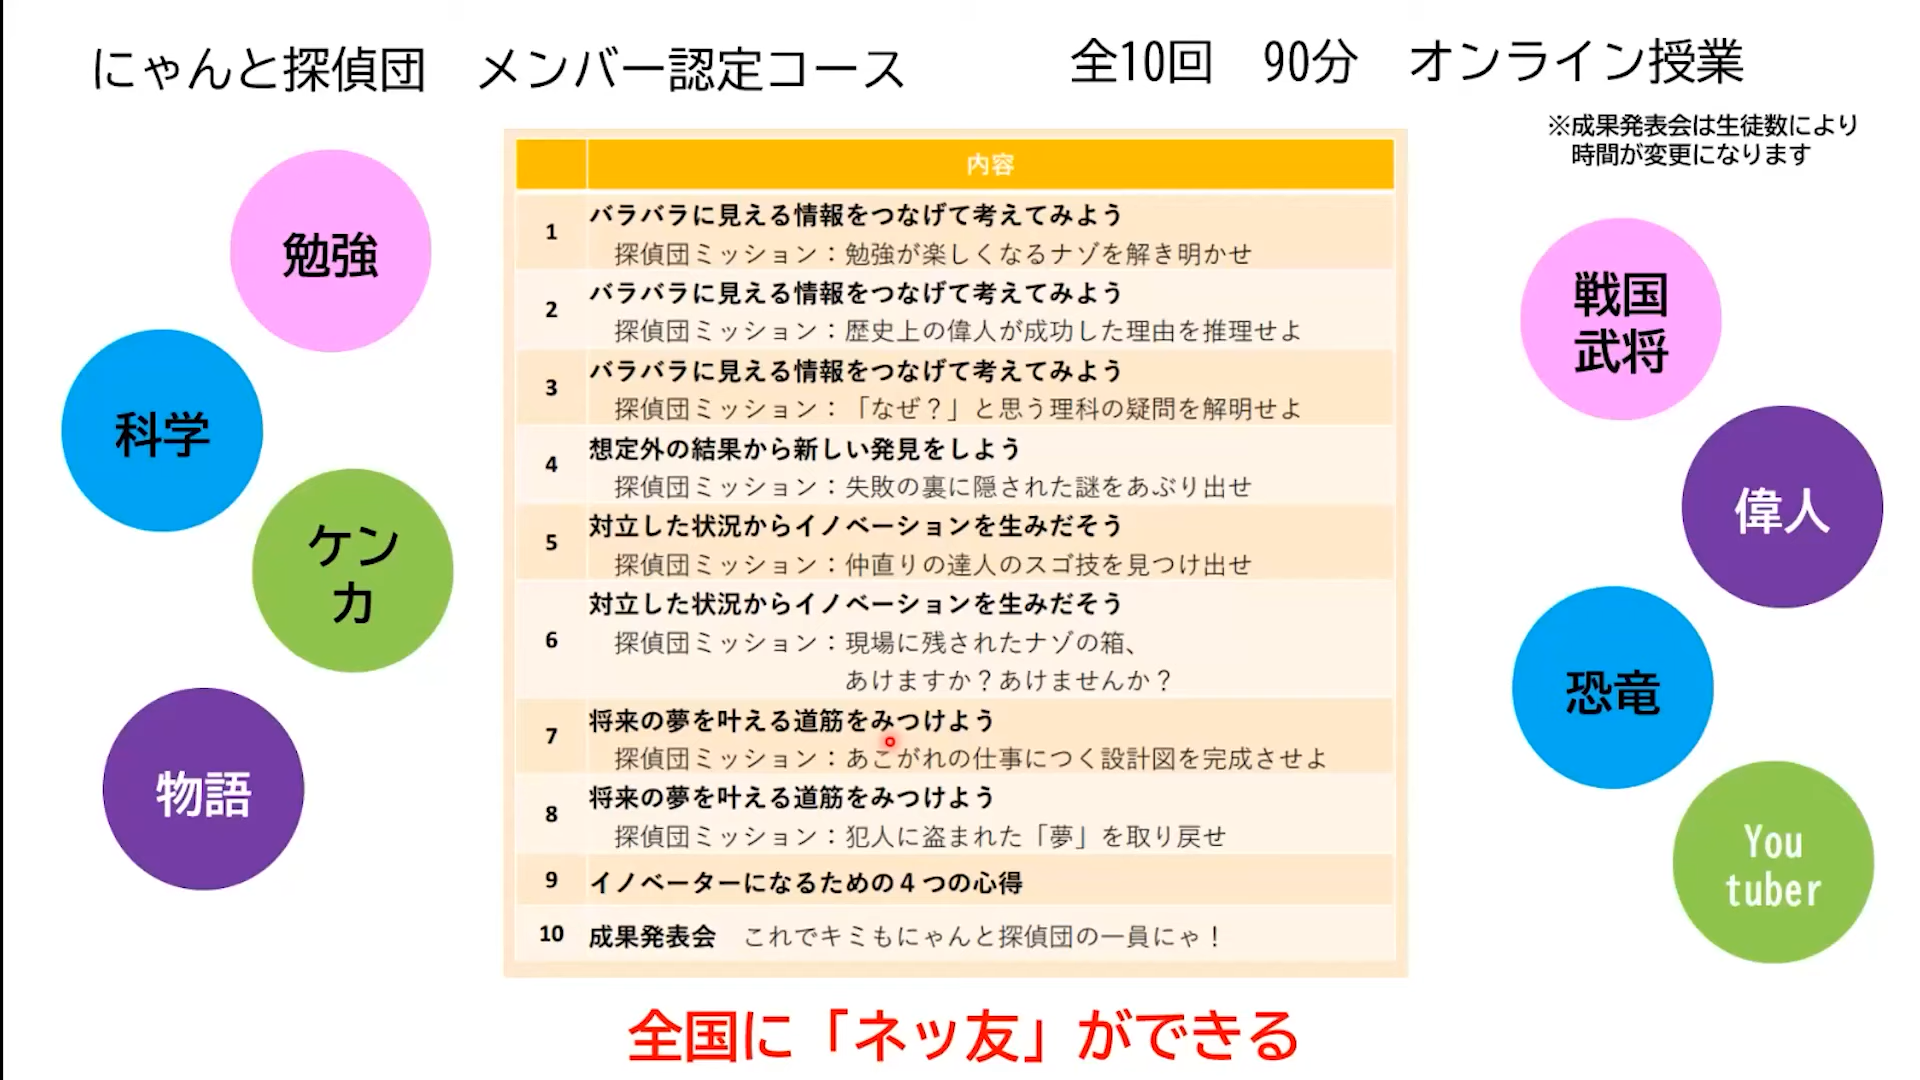 にゃんと探偵団　メンバー認定コース
全10回　90分　オンライン授業
※成果発表会は生徒数により
時間が変更になります
勉強
科学
ケン
カ
物語
内容
1
バラバラに見える情報をつなげて考えてみよう
探偵団ミッション：勉強が楽しくなるナゾを解き明かせ
2
バラバラに見える情報をつなげて考えてみよう
探偵団ミッション：歴史上の偉人が成功した理由を推理せよ
3
バラバラに見える情報をつなげて考えてみよう
探偵団ミッション：「なぜ？」と思う理科の疑問を解明せよ
4
想定外の結果から新しい発見をしよう
探偵団ミッション：失敗の裏に隠された謎をあぶり出せ
5
対立した状況からイノベーションを生みだそう
探偵団ミッション：仲直りの達人のスゴ技を見つけ出せ
6
対立した状況からイノベーションを生みだそう
探偵団ミッション：現場に残されたナゾの箱、
あけますか？あけませんか？
7
将来の夢を叶える道筋をみつけよう
探偵団ミッション：あこがれの仕事につく設計図を完成させよ
8
将来の夢を叶える道筋をみつけよう
探偵団ミッション：犯人に盗まれた「夢」を取り戻せ
9
イノベーターになるための４つの心得
10
成果発表会　これでキミもにゃんと探偵団の一員にゃ！
戦国
武将
偉人
恐竜
You
tuber
全国に「ネッ友」ができる